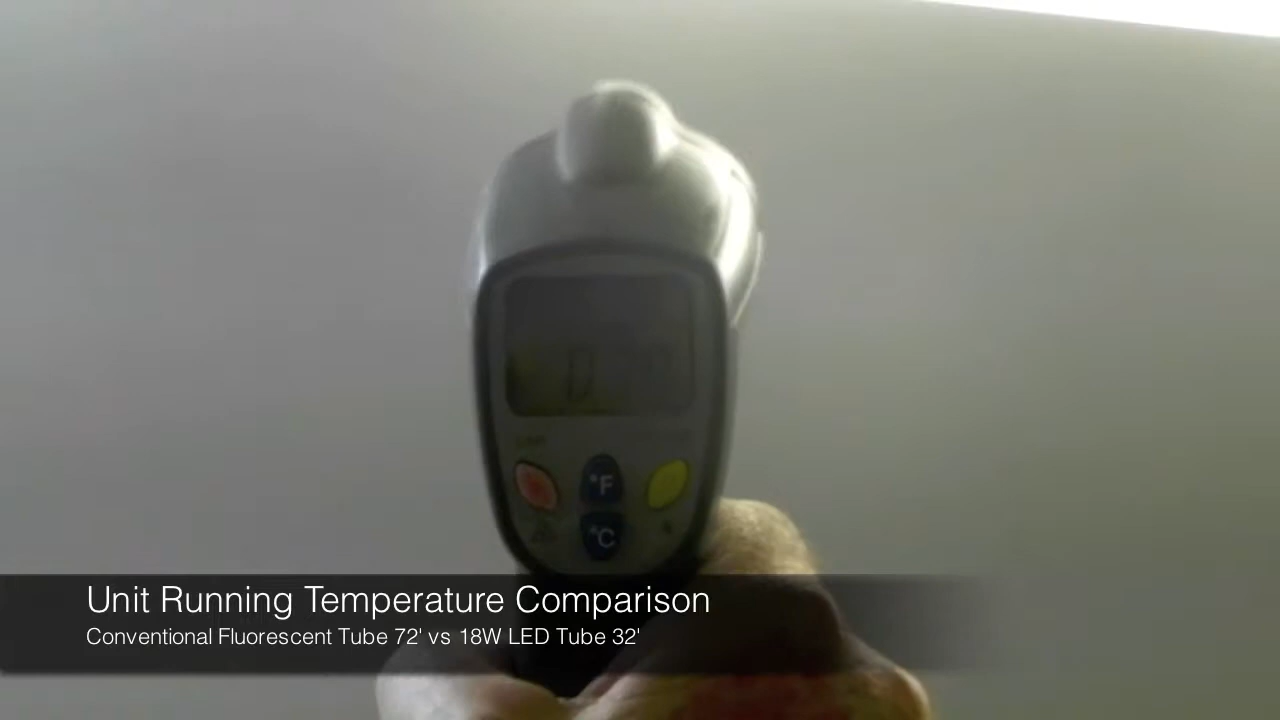 °F
°C
Unit Running Temperature Comparison
Conventional Fluorescent Tube 72' vs 18W LED Tube 32'